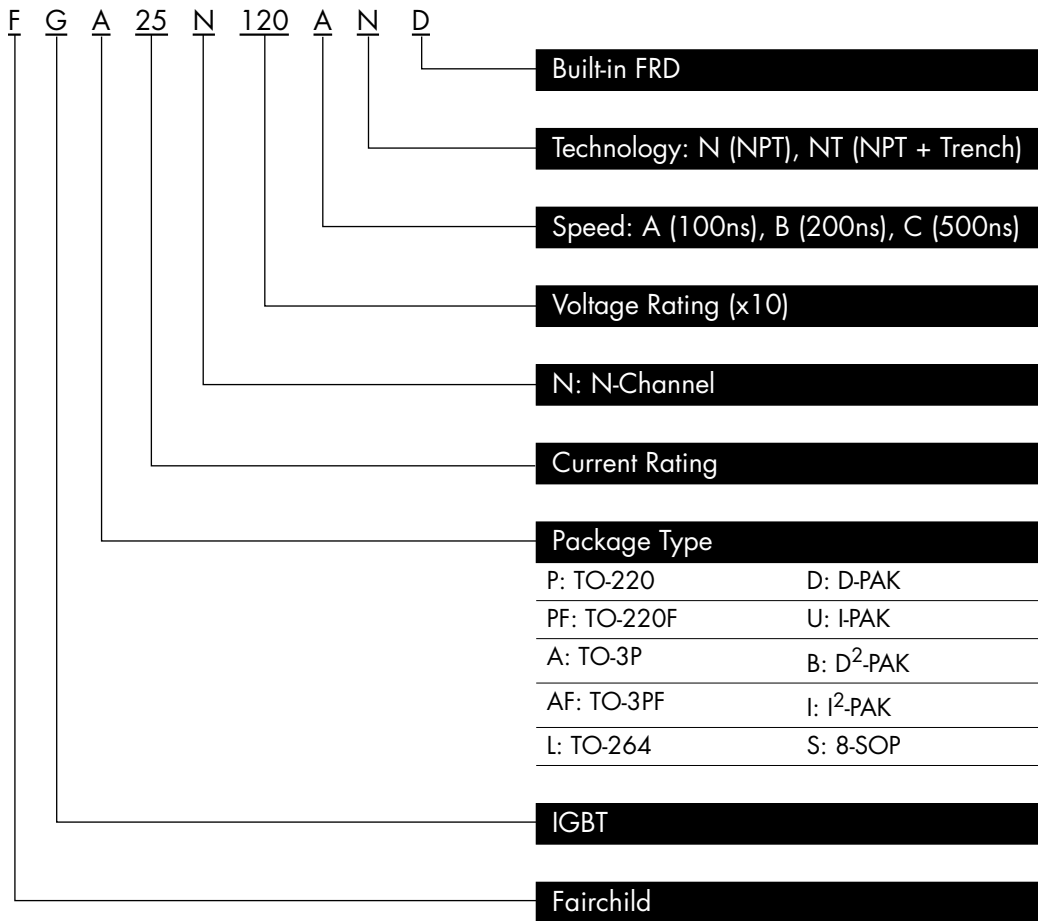 F G A 25 N 120 A N D
Built-in FRD
Technology: N (NPT), NT (NPT + Trench)
Speed: A (100ns), B (200ns), C (500ns)
Voltage Rating (x10)
N: N-Channel
Current Rating
Package Type
P: TO-220 D: D-PAK
PF: TO-220F U: I-PAK
A: TO-3P B: D²-PAK
AF: TO-3PF I: I²-PAK
L: TO-264 S: 8-SOP
IGBT
Fairchild